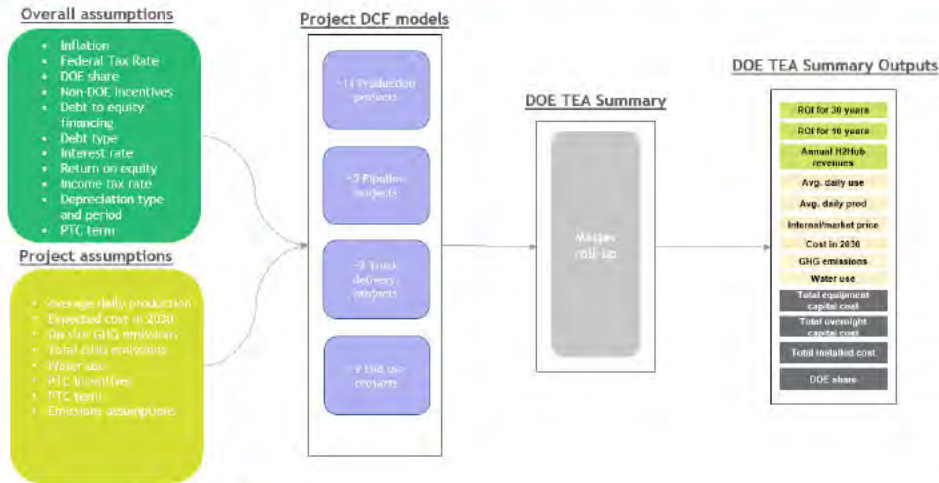 Overall assumptions
Inflation
Federal Tax Rate
DOE share
Non-DOE incentives
Debt to equity
financing
Debt type
Interest rate
Return on equity
Income tax rate
Depreciation type
and period
PTC term
Project assumptions
Average daily production
Expected cost in 2030
On site GHG emissions
Total GHG emissions
Water use
PTC Incentives
PTC term
Emissions assumptions
Project DCF models
~11 Production
projects
Pipeline
projects
Truck
delivery
projects
End use
projects
DOE TEA Summary
Master
roll-up
DOE TEA Summary Outputs
ROI for 30 years
ROI for 10 years
Annual H2Hub
revenues
Avg. daily use
Avg. daily prod
Internal/market price
Cost in 2030
GHG emissions
Water use
Total equipment
capital cost
Total overnight
capital cost
Total installed cost
DOE share